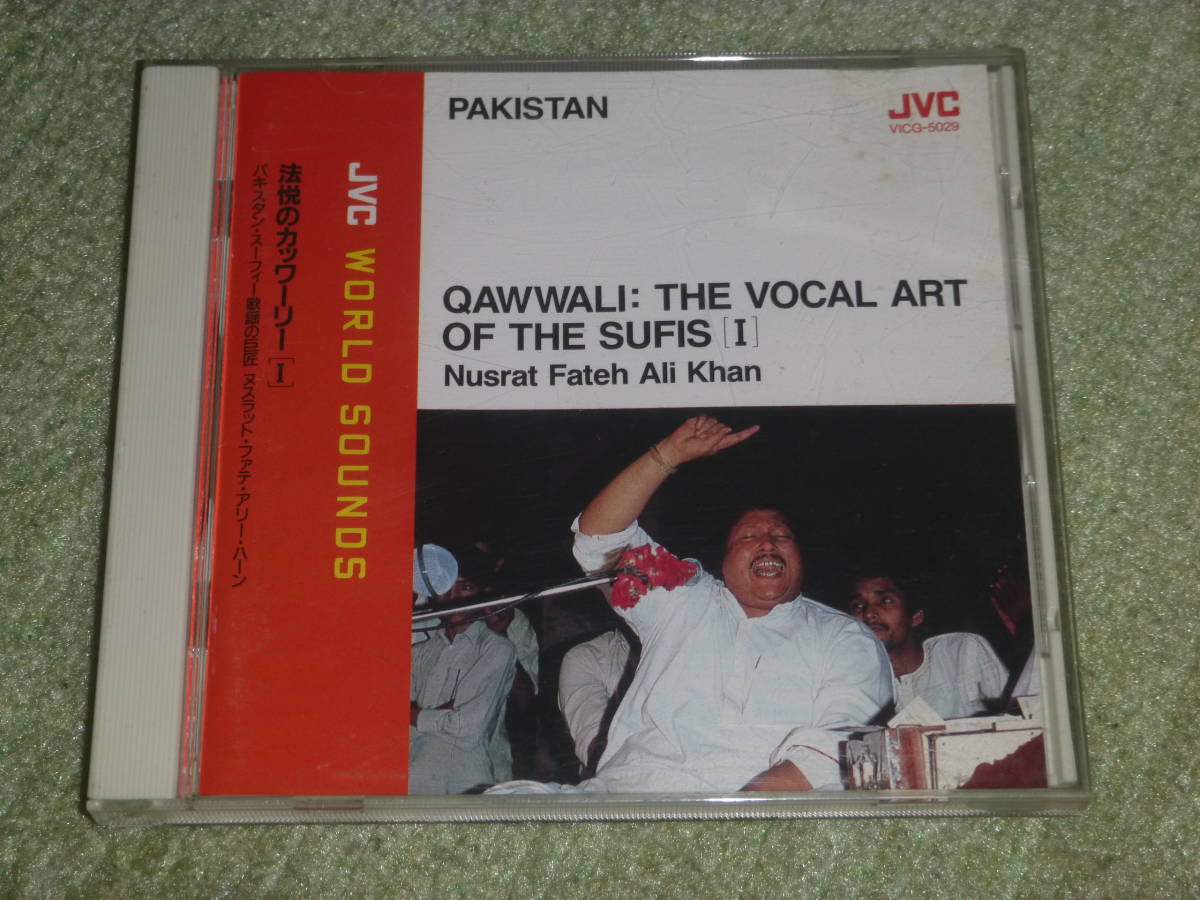 PAKISTAN
JVC
VICG-5029
QAWWALI: THE VOCAL ART
OF THE SUFIS [I]
Nusrat Fateh Ali Khan
JVC WORLD SOUNDS
法悦のカッワーリー [I]
パキスタン・スーフィー歌謡の巨匠 ヌスラット・ファテ・アリー・ハーン